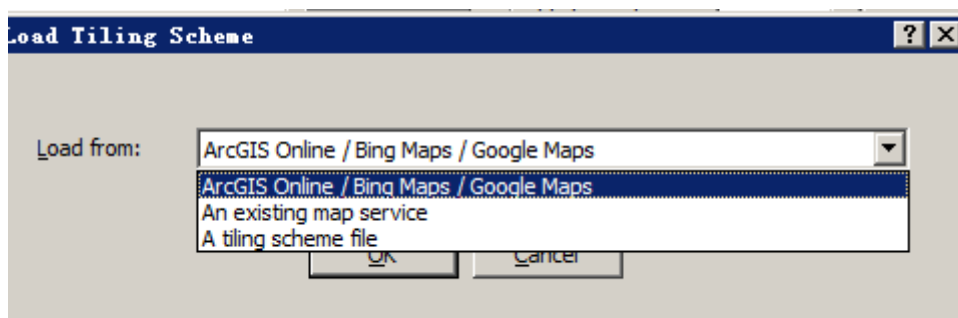 Load Tiling Scheme
Load from:
ArcGIS Online / Bing Maps / Google Maps
ArcGIS Online / Bing Maps / Google Maps
An existing map service
A tiling scheme file
OK
Cancel